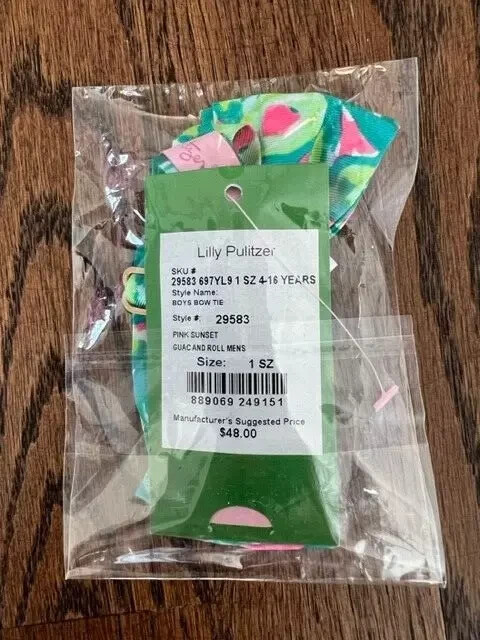 Lilly Pulitzer
SKU #
29583 697YL9 1 SZ 4-16 YEARS
Style Name:
BOYS BOW TIE
Style #: 29583
PINK SUNSET
GUAC AND ROLL MENS
Size: 1 SZ
889069 249151
Manufacturer's Suggested Price
$48.00